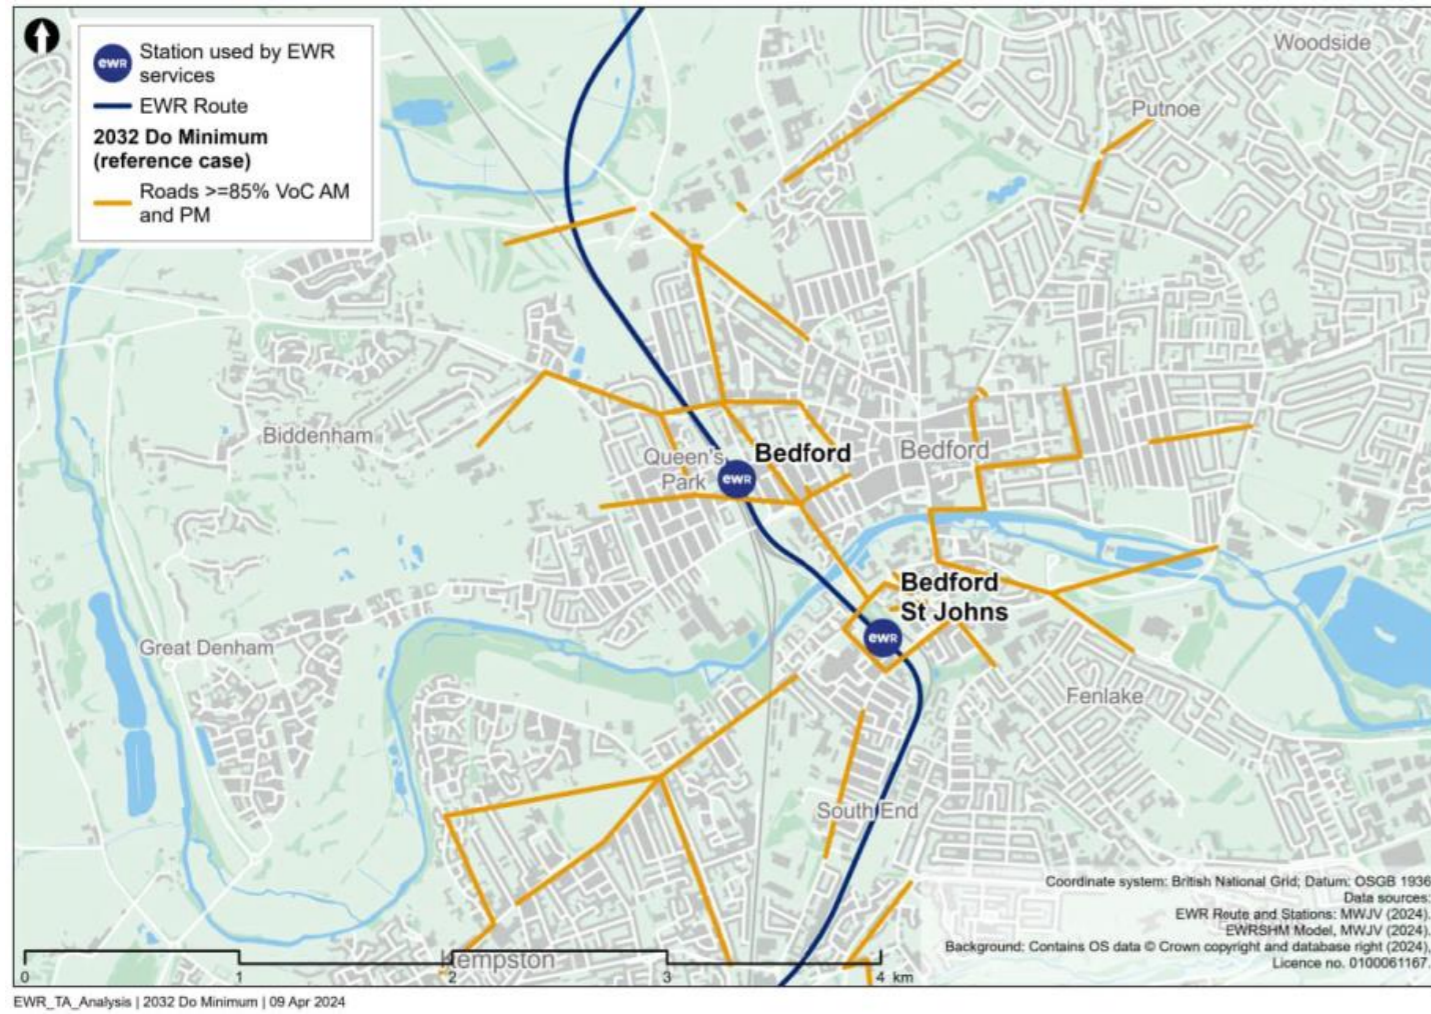 ewr
Station used by EWR
services
EWR Route
2032 Do Minimum
(reference case)
Roads >=85% VoC AM
and PM
Woodside
Putnoe
Biddenham
Queen's
Park
Bedford
Bedford
ewr
Bedford
St Johns
ewr
Great Denham
Fenlake
South End
Kempston
0 1 2 3 4 km
Coordinate system: British National Grid; Datum: OSGB 1936
Data sources:
EWR Route and Stations: MWJV (2024).
EWRSHM Model, MWJV (2024).
Background: Contains OS data © Crown copyright and database right (2024),
Licence no. 0100061167.
EWR_TA_Analysis | 2032 Do Minimum | 09 Apr 2024